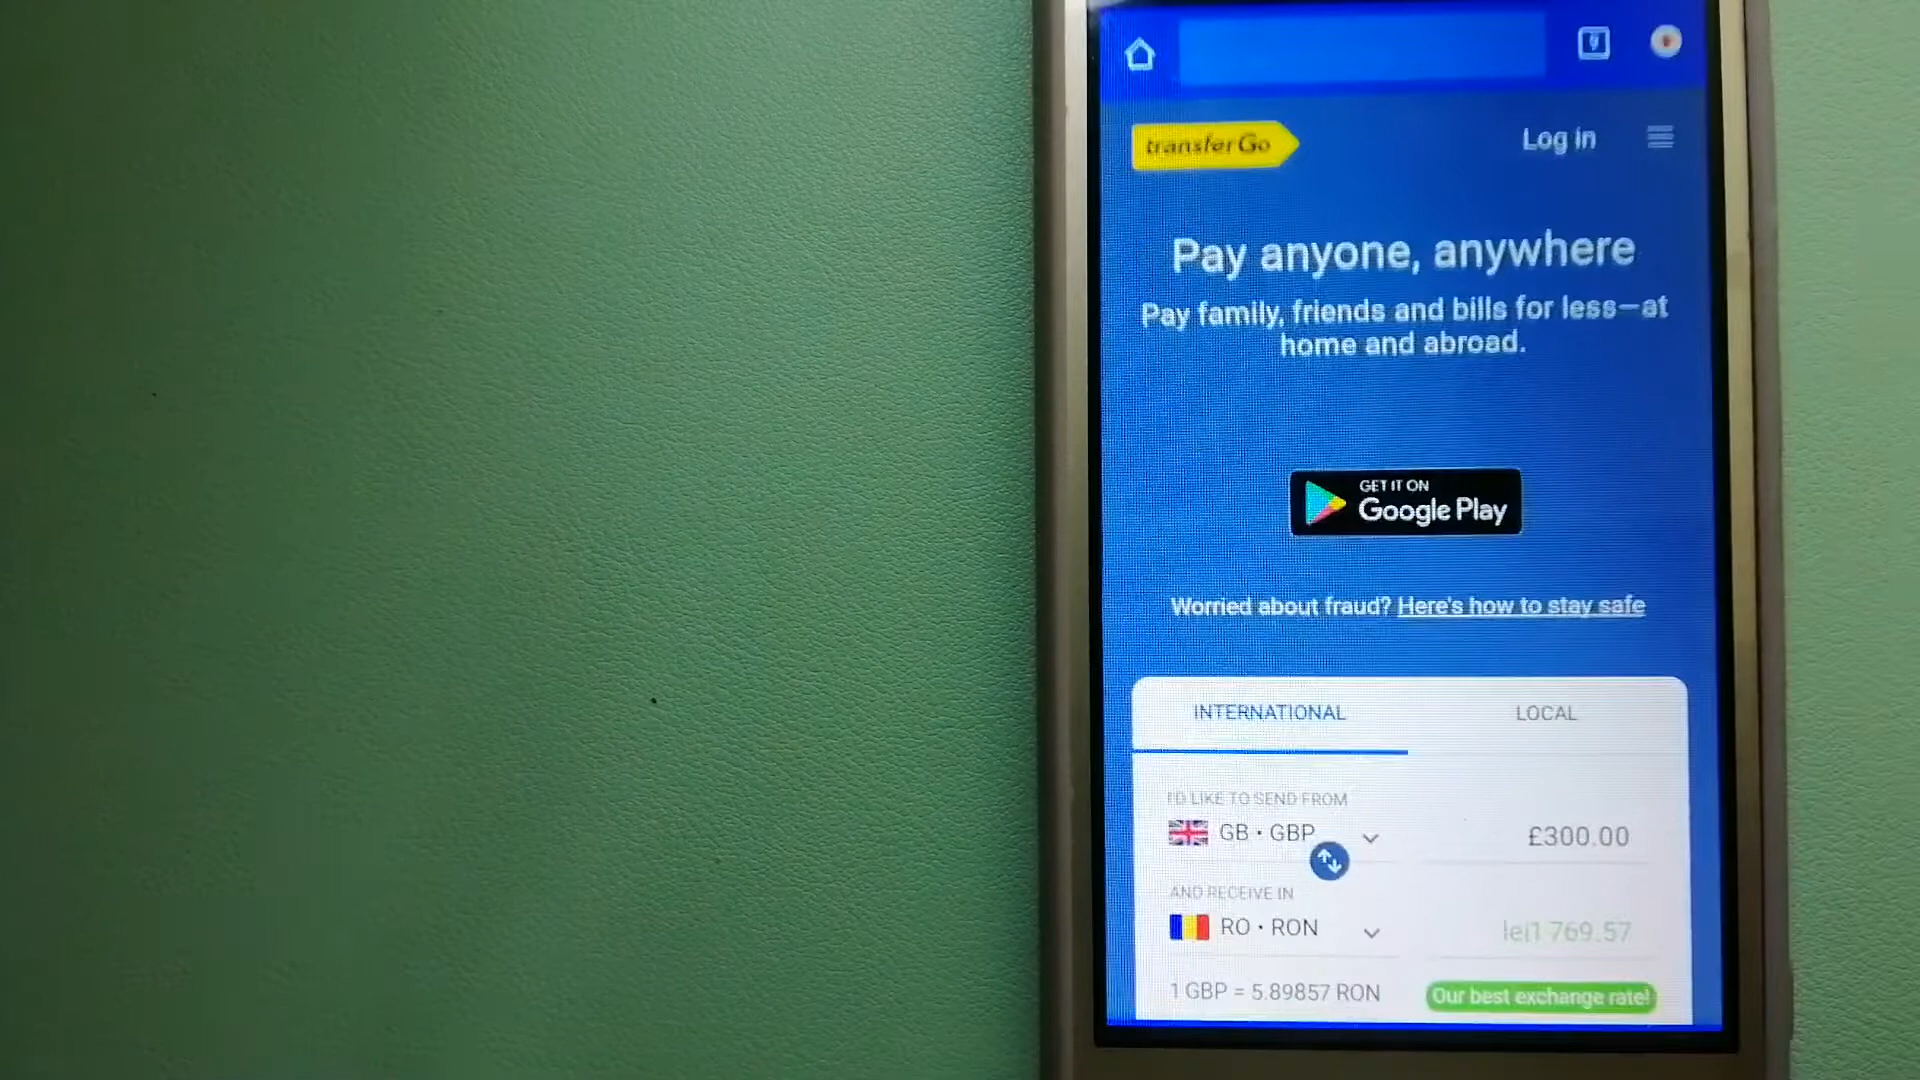 transferGo
Log in
Pay anyone, anywhere
Pay family, friends and bills for less—at
home and abroad.
GET IT ON
Google Play
Worried about fraud? Here's how to stay safe
INTERNATIONAL
LOCAL
I'D LIKE TO SEND FROM
GB • GBP
£300.00
AND RECEIVE IN
RO • RON
lei1 769.57
1 GBP = 5.89857 RON
Our best exchange rate!